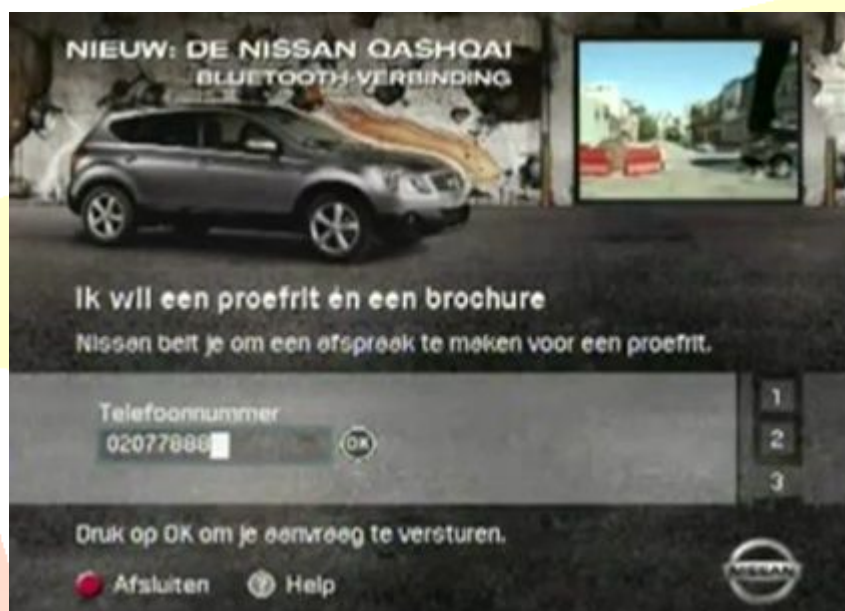 NIEUW: DE NISSAN QASHQAI
BLUETOOTH-VERBINDING
Ik wil een proefrit én een brochure
Nissan belt je om een afspraak te maken voor een proefrit.
Telefoonnummer
02077888
OK
1
2
3
Druk op OK om je aanvraag te versturen.
Afsluiten
? Help
NISSAN